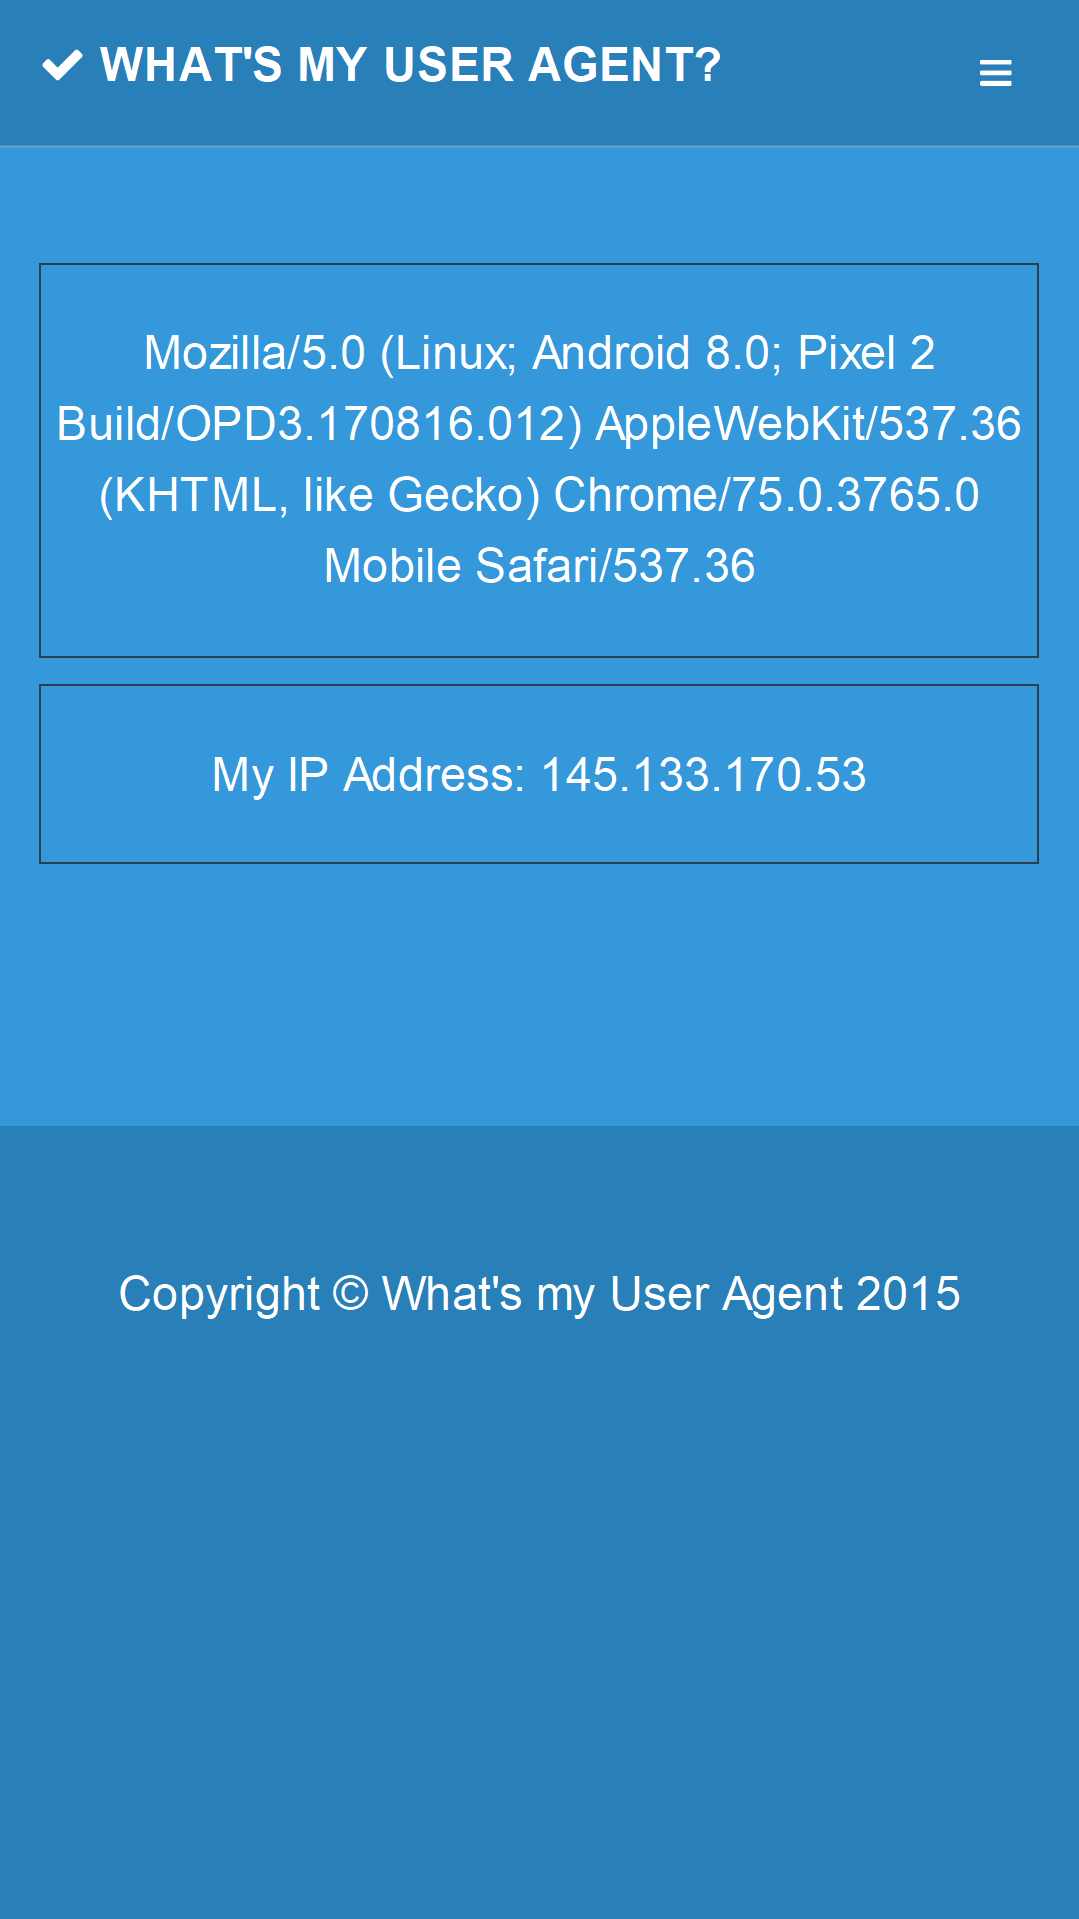 WHAT'S MY USER AGENT?
Mozilla/5.0 (Linux; Android 8.0; Pixel 2
Build/OPD3.170816.012) AppleWebKit/537.36
(KHTML, like Gecko) Chrome/75.0.3765.0
Mobile Safari/537.36
My IP Address: 145.133.170.53
Copyright © What's my User Agent 2015